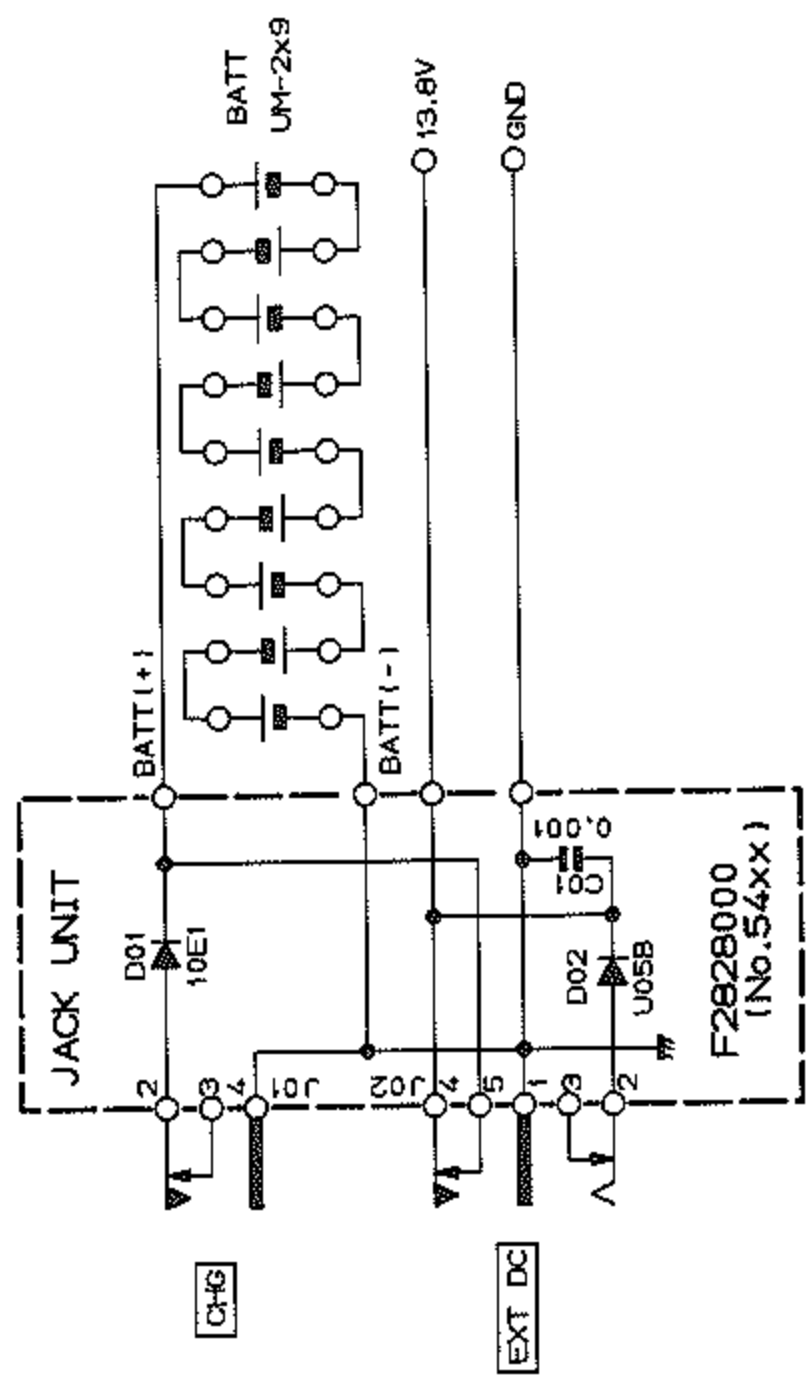 JACK UNIT
BATT(+)
BATT
UM-2x9
D01
10E1
2
3
4
J01
BATT(-)
13.8V
J02
4
5
1
3
2
C01
0.001
GND
D02
U05B
F2828000
(No.54xx)
CHG
EXT DC